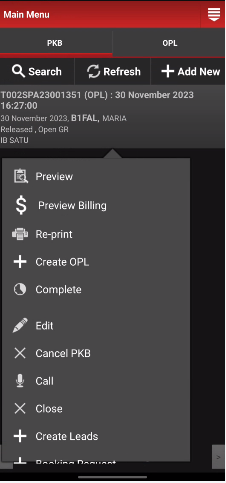 Main Menu
PKB OPL
Search Refresh Add New
T002SPA23001351 (OPL) : 30 November 2023
16:27:00
30 November 2023, B1FAL, MARIA
Released , Open GR
IB SATU
Preview
Preview Billing
Re-print
Create OPL
Complete
Edit
Cancel PKB
Call
Close
Create Leads
Booking Request
>